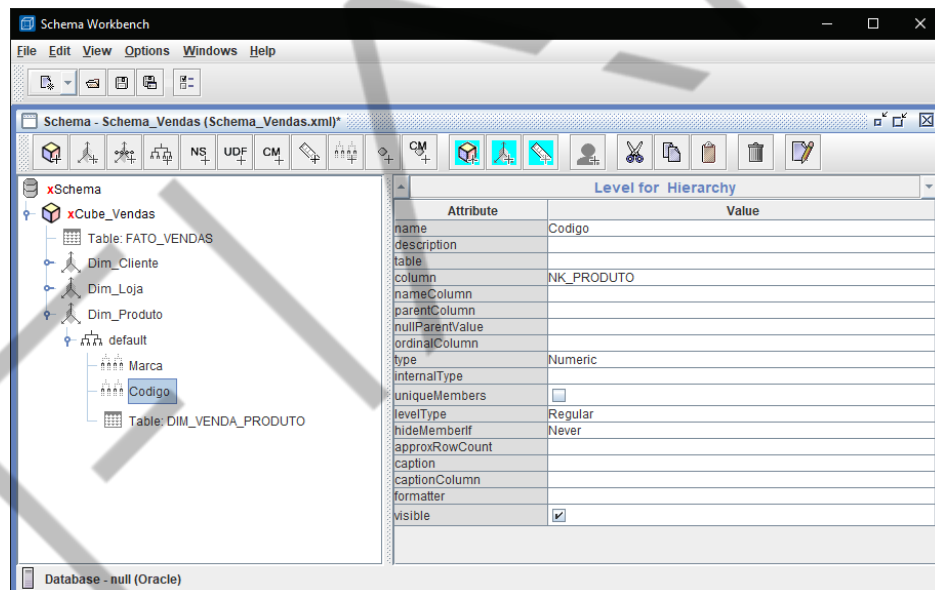 Schema Workbench
File Edit View Options Windows Help
Schema - Schema_Vendas (Schema_Vendas.xml)*
NS UDF CM CM
xSchema
xCube_Vendas
Table: FATO_VENDAS
Dim_Cliente
Dim_Loja
Dim_Produto
default
Marca
Codigo
Table: DIM_VENDA_PRODUTO
Level for Hierarchy
Attribute Value
name Codigo
description
table
column NK_PRODUTO
nameColumn
parentColumn
nullParentValue
ordinalColumn
type Numeric
internalType
uniqueMembers
levelType Regular
hideMemberIf Never
approxRowCount
caption
captionColumn
formatter
visible
Database - null (Oracle)